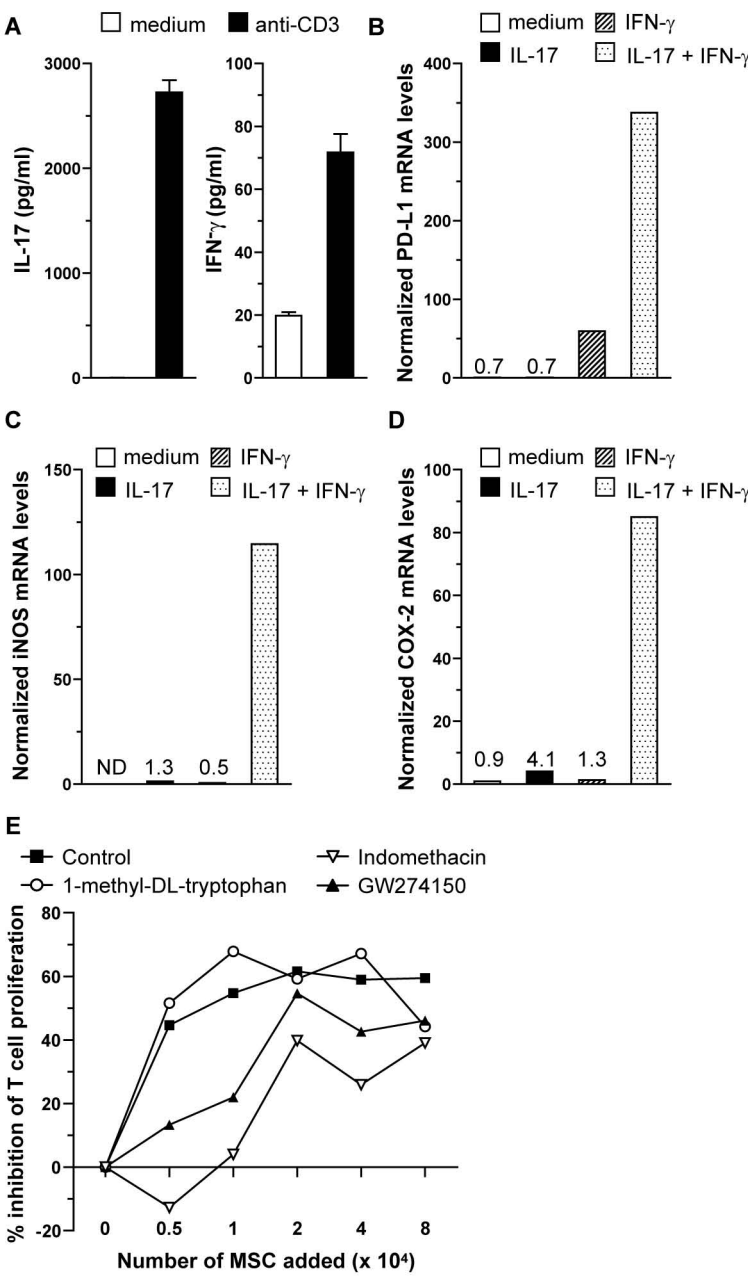 A
medium
anti-CD3
IL-17 (pg/ml)
3000
2000
1000
0
IFN-γ (pg/ml)
100
80
60
40
20
0
B
medium
IFN-γ
IL-17
IL-17 + IFN-γ
Normalized PD-L1 mRNA levels
400
300
200
100
0
0.7
0.7
C
medium
IFN-γ
IL-17
IL-17 + IFN-γ
Normalized iNOS mRNA levels
150
100
50
0
ND
1.3
0.5
D
medium
IFN-γ
IL-17
IL-17 + IFN-γ
Normalized COX-2 mRNA levels
100
80
60
40
20
0
0.9
4.1
1.3
E
Control
Indomethacin
1-methyl-DL-tryptophan
GW274150
% inhibition of T cell proliferation
80
60
40
20
0
-20
0 0.5 1 2 4 8
Number of MSC added (x 10⁴)